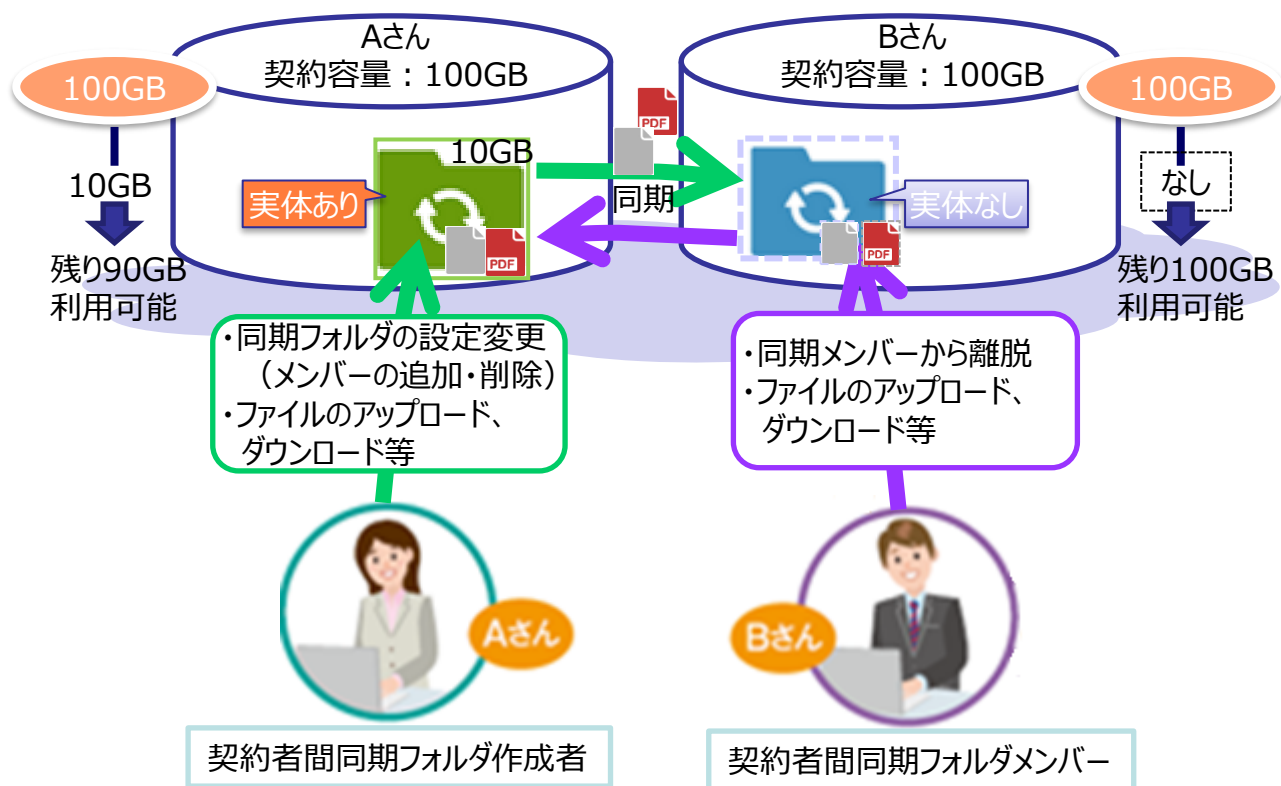 Aさん
契約容量：100GB
Bさん
契約容量：100GB
100GB
100GB
10GB
10GB
実体あり
同期
実体なし
なし
PDF
PDF
PDF
残り90GB
利用可能
残り100GB
利用可能
・同期フォルダの設定変更
（メンバーの追加・削除）
・ファイルのアップロード、
ダウンロード等
・同期メンバーから離脱
・ファイルのアップロード、
ダウンロード等
Aさん
Bさん
契約者間同期フォルダ作成者
契約者間同期フォルダメンバー